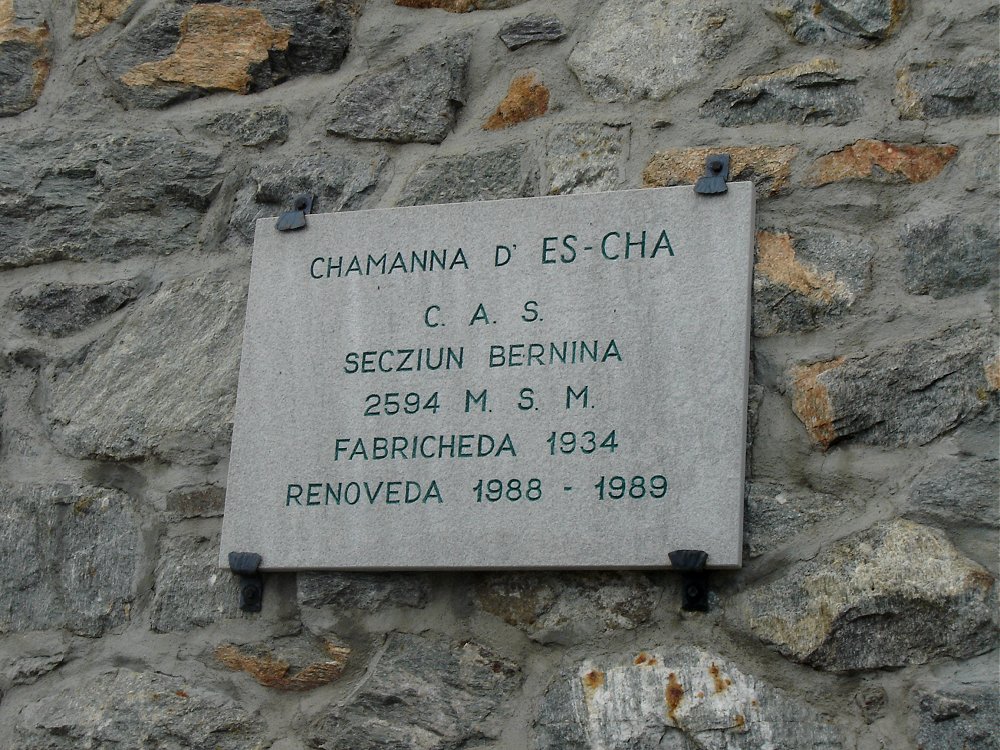 CHAMANNA D' ES-CHA
C. A. S.
SECZIUN BERNINA
2594 M. S. M.
FABRICHEDA 1934
RENOVEDA 1988 - 1989